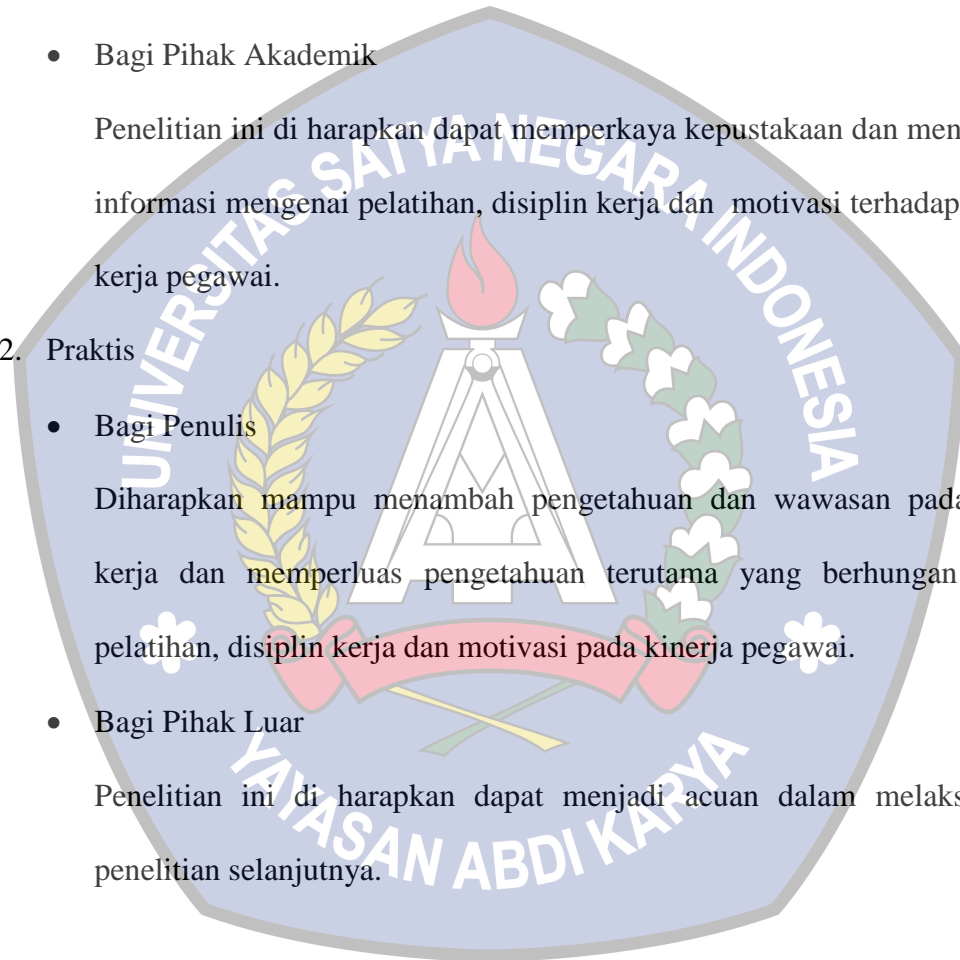 • Bagi Pihak Akademik
Penelitian ini di harapkan dapat memperkaya kepustakaan dan men
informasi mengenai pelatihan, disiplin kerja dan motivasi terhadap
kerja pegawai.
2. Praktis
• Bagi Penulis
Diharapkan mampu menambah pengetahuan dan wawasan pada
kerja dan memperluas pengetahuan terutama yang berhungan
pelatihan, disiplin kerja dan motivasi pada kinerja pegawai.
• Bagi Pihak Luar
Penelitian ini di harapkan dapat menjadi acuan dalam melaks
penelitian selanjutnya.
UNIVERSITAS SATYA NEGARA INDONESIA
YAYASAN ABDI KARYA